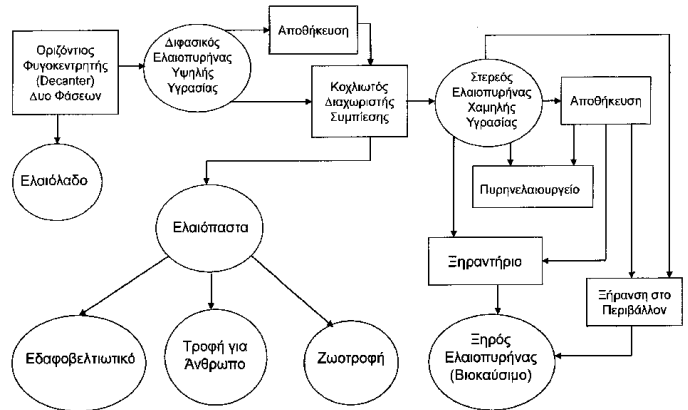 Οριζόντιος
Φυγοκεντρητής
(Decanter)
Δυο Φάσεων
Διφασικός
Ελαιοπυρήνας
Υψηλής
Υγρασίας
Αποθήκευση
Κοχλιωτός
Διαχωριστής
Συμπίεσης
Στερεός
Ελαιοπυρήνας
Χαμηλής
Υγρασίας
Αποθήκευση
Ελαιόλαδο
Πυρηνελαιουργείο
Ελαιόπαστα
Ξηραντήριο
Ξήρανση στο
Περιβάλλον
Εδαφοβελτιωτικό
Τροφή για
Άνθρωπο
Ζωοτροφή
Ξηρός
Ελαιοπυρήνας
(Βιοκαύσιμο)